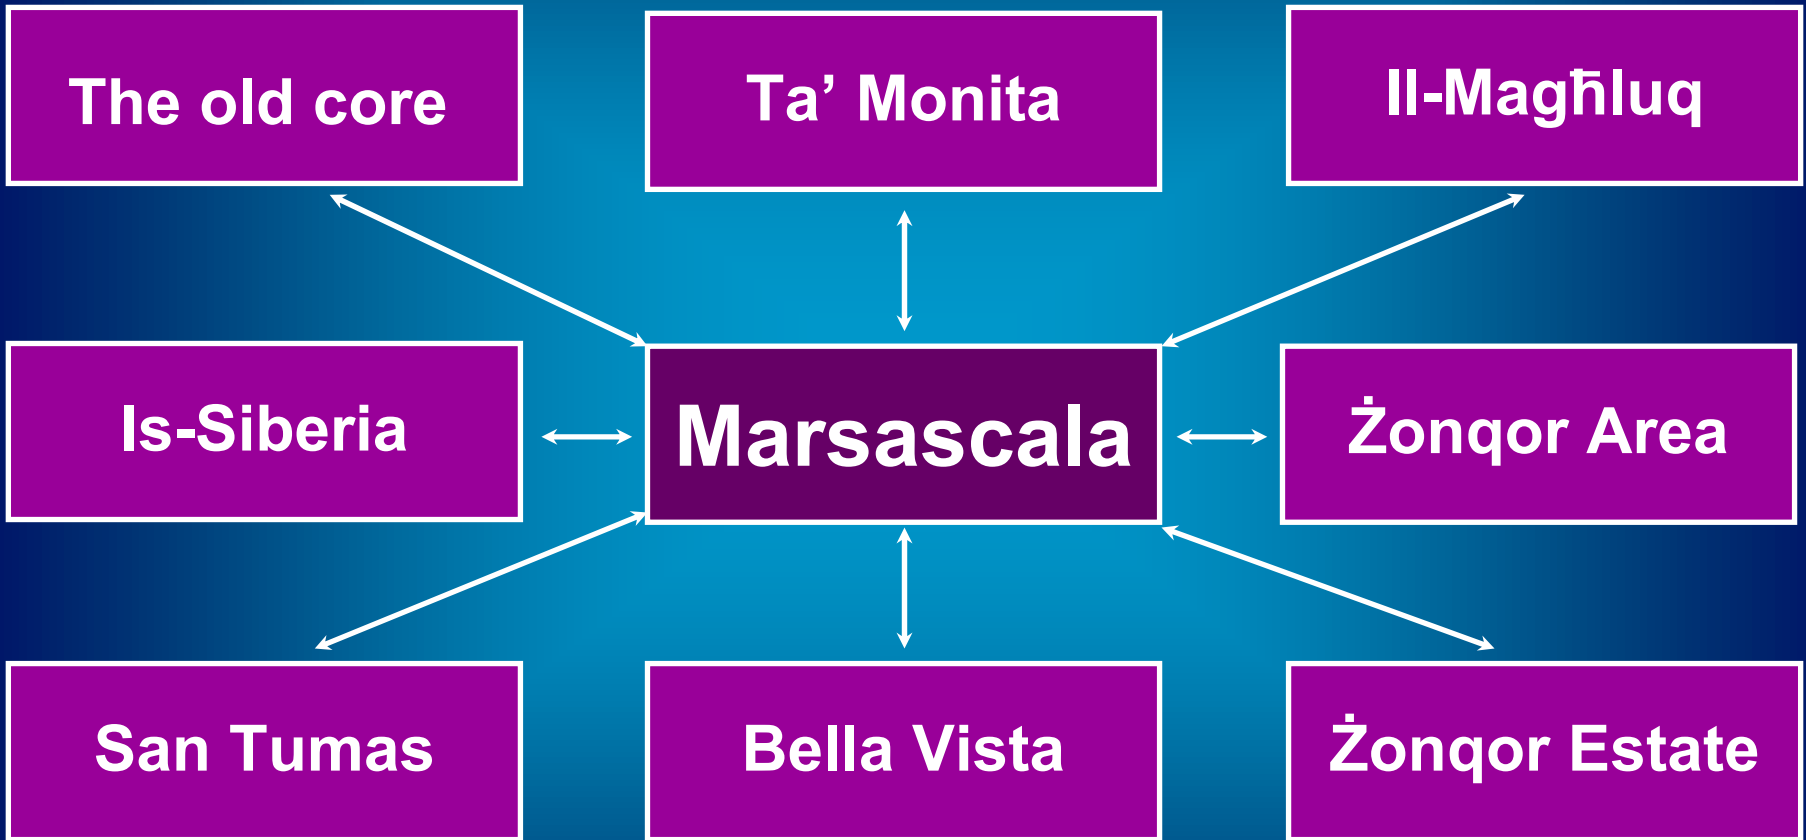 The old core
Ta’ Monita
Il-Magħluq
Is-Siberia
Marsascala
Żonqor Area
San Tumas
Bella Vista
Żonqor Estate